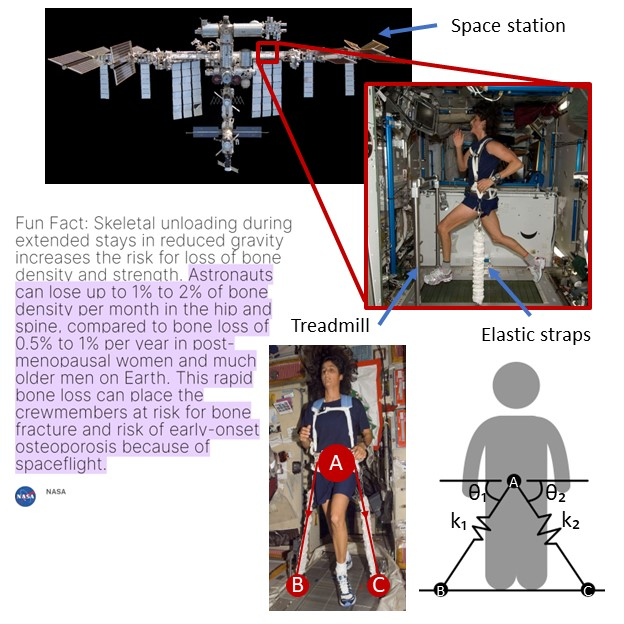 Space station
Fun Fact: Skeletal unloading during
extended stays in reduced gravity
increases the risk for loss of bone
density and strength. Astronauts
can lose up to 1% to 2% of bone
density per month in the hip and
spine, compared to bone loss of
0.5% to 1% per year in post-
menopausal women and much
older men on Earth. This rapid
bone loss can place the
crewmembers at risk for bone
fracture and risk of early-onset
osteoporosis because of
spaceflight.
NASA
NASA
Treadmill
Elastic straps
A
B
C
A
θ₁
θ₂
k₁
k₂
B
C